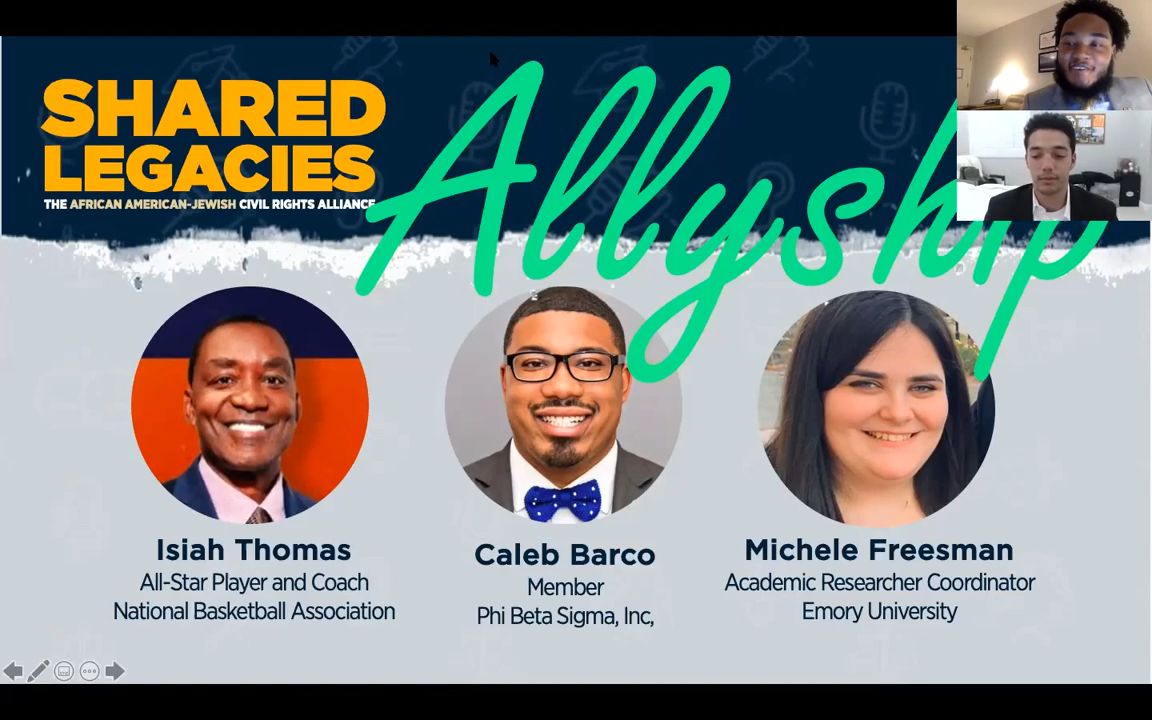 SHARED
LEGACIES
THE AFRICAN AMERICAN-JEWISH CIVIL RIGHTS ALLIANCE
Allyship
Isiah Thomas
All-Star Player and Coach
National Basketball Association
Caleb Barco
Member
Phi Beta Sigma, Inc,
Michele Freesman
Academic Researcher Coordinator
Emory University